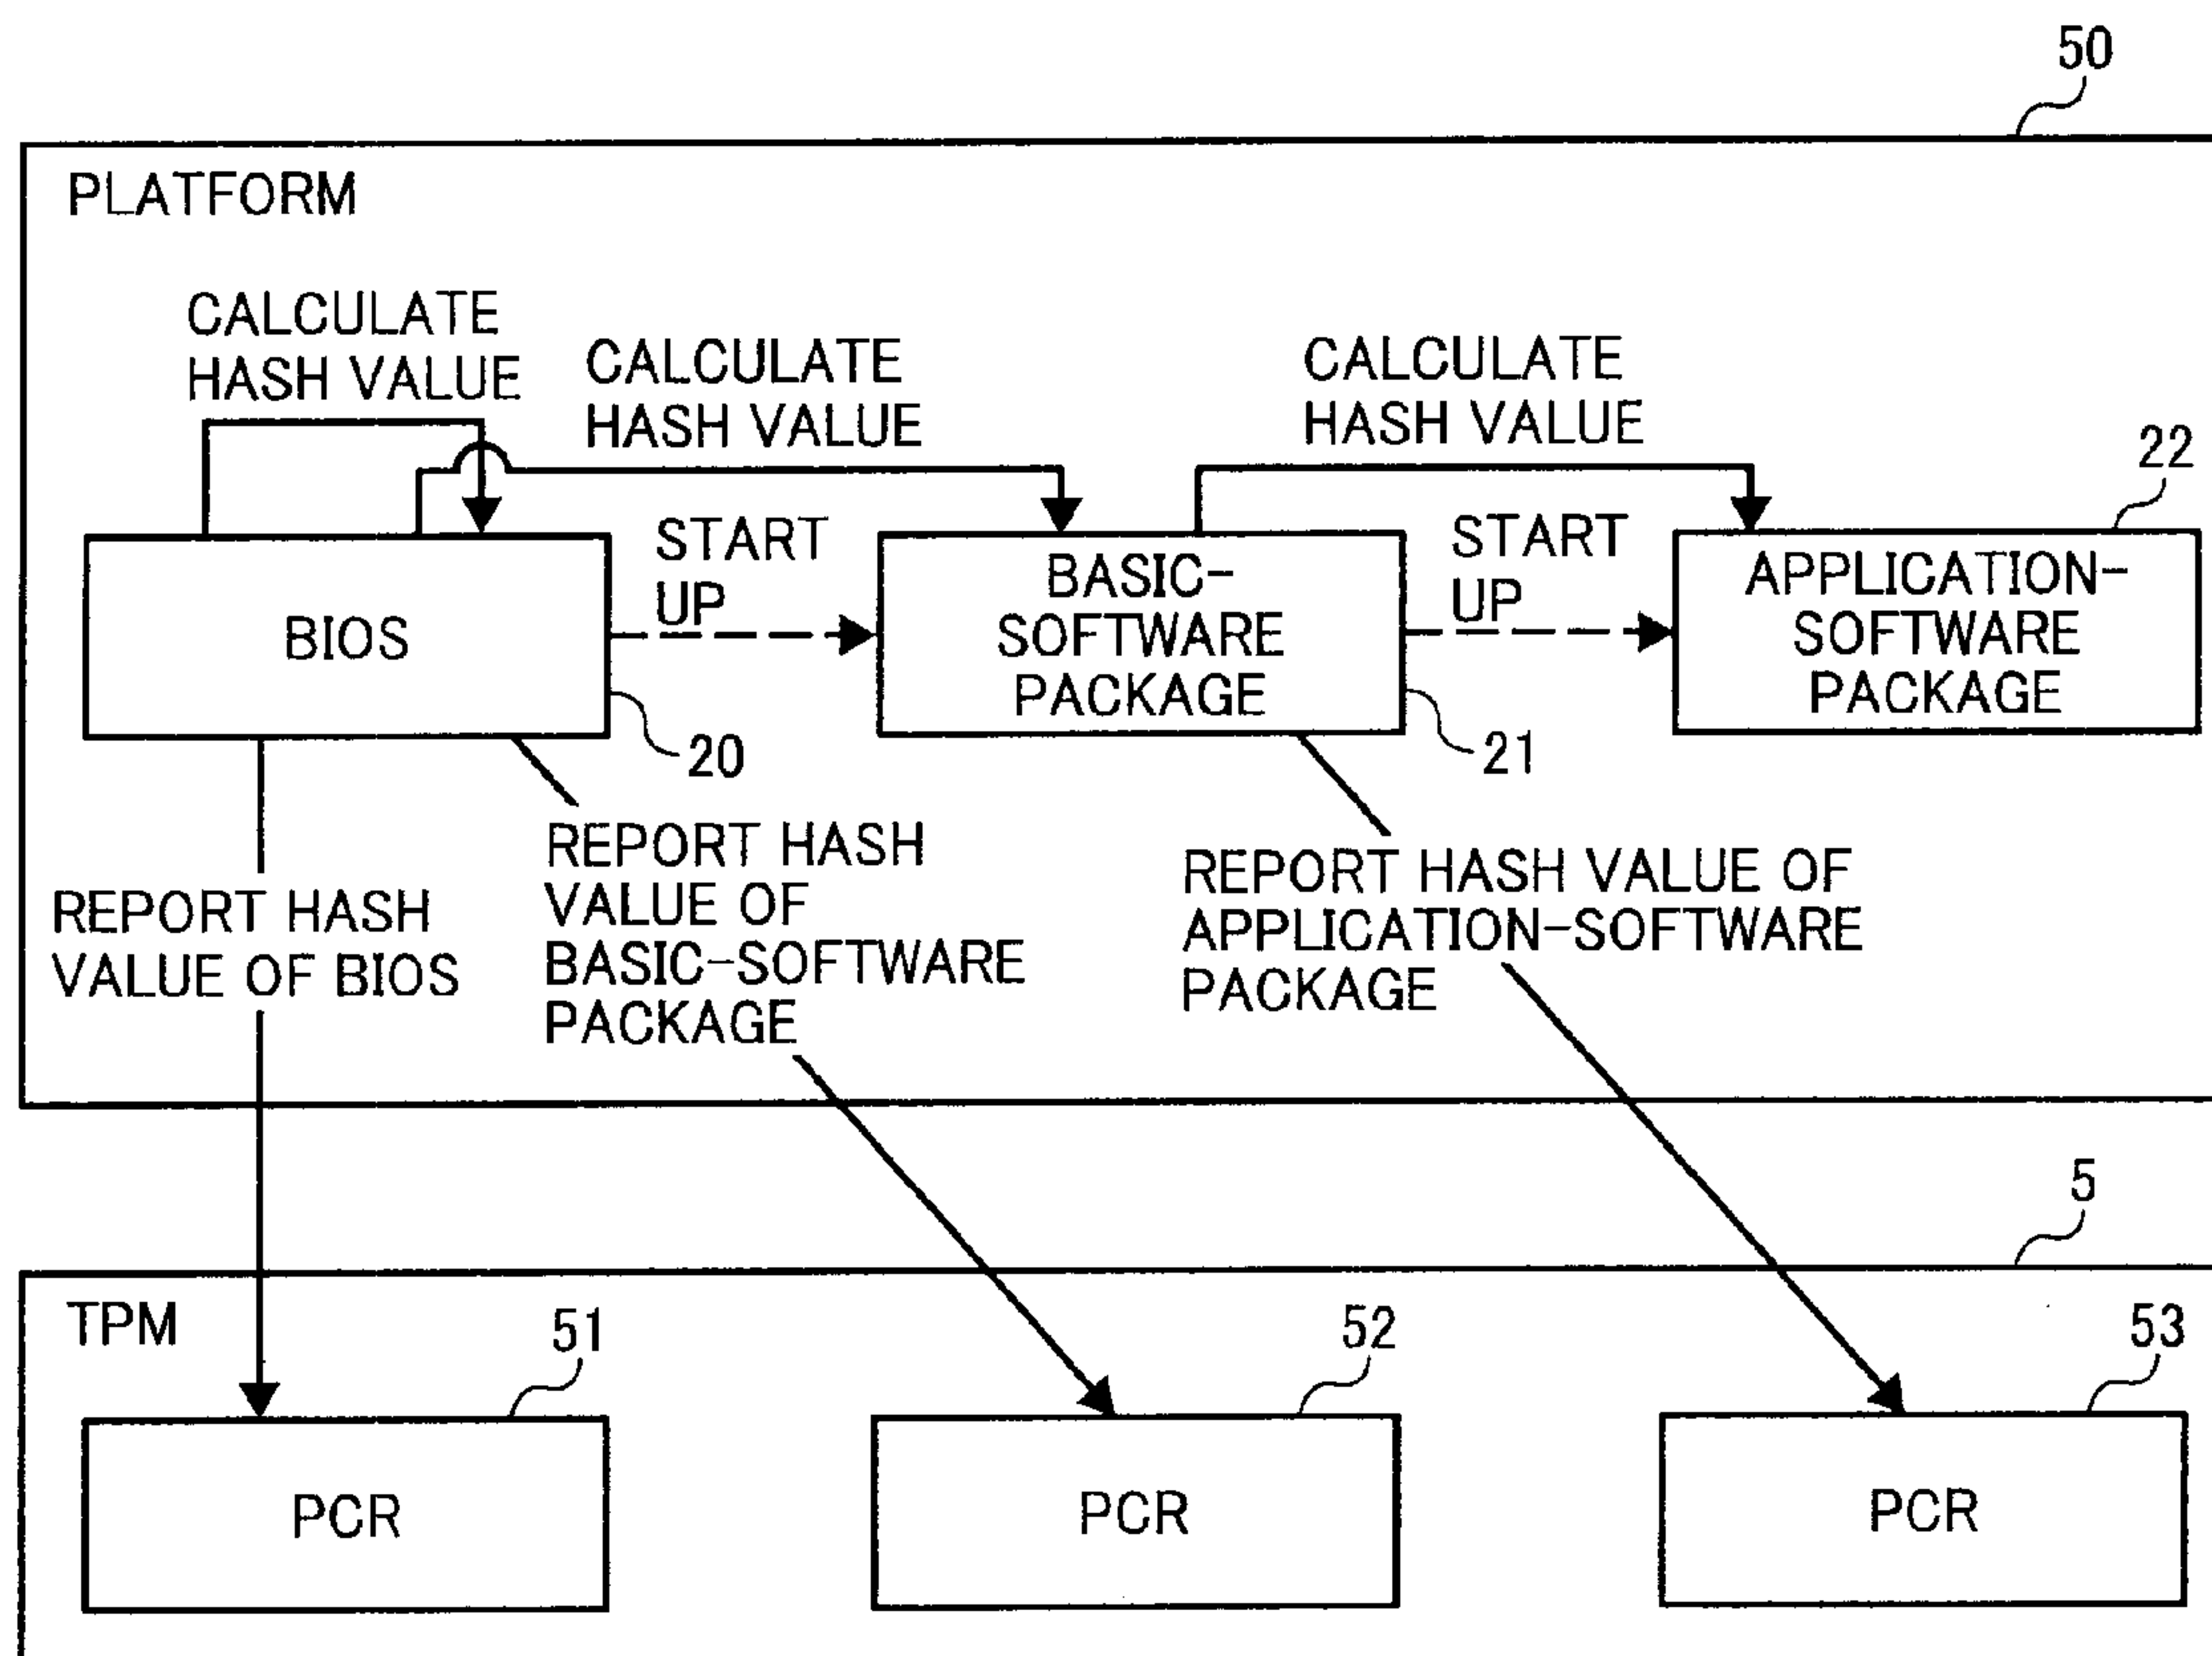 50
PLATFORM
CALCULATE
HASH VALUE
CALCULATE
HASH VALUE
CALCULATE
HASH VALUE
22
START
UP
START
UP
BIOS
BASIC-
SOFTWARE
PACKAGE
APPLICATION-
SOFTWARE
PACKAGE
20
21
REPORT HASH
VALUE OF BIOS
REPORT HASH
VALUE OF
BASIC-SOFTWARE
PACKAGE
REPORT HASH VALUE OF
APPLICATION-SOFTWARE
PACKAGE
5
TPM
51
52
53
PCR
PCR
PCR